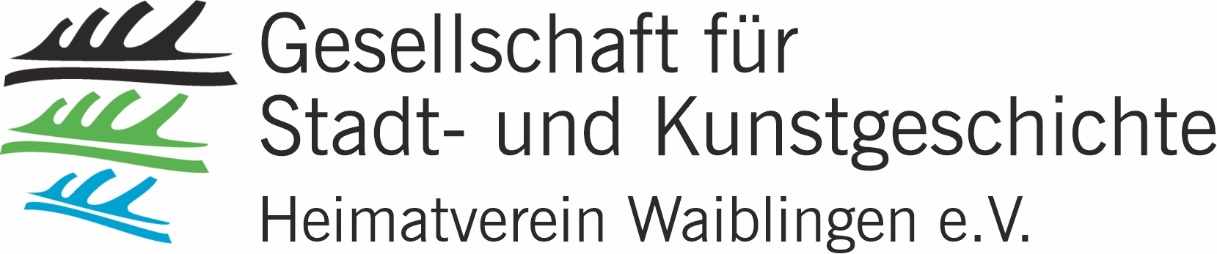 Gesellschaft für
Stadt- und Kunstgeschichte
Heimatverein Waiblingen e.V.